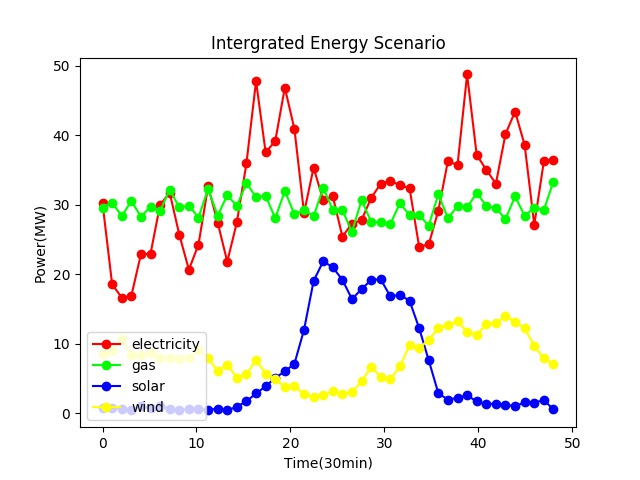 Intergrated Energy Scenario
Power(MW)
50
40
30
20
10
0
electricity
gas
solar
wind
0 10 20 30 40 50
Time(30min)